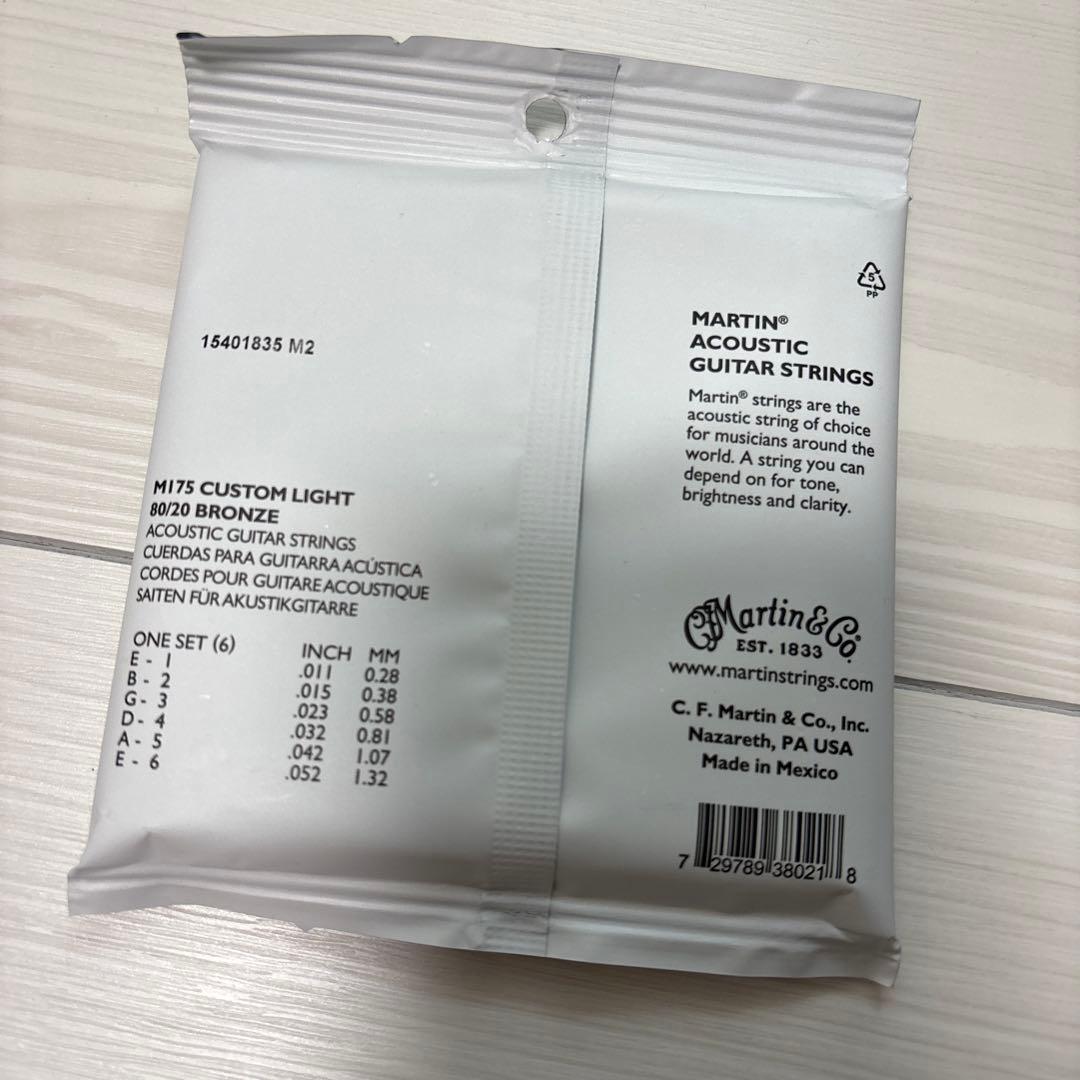 15401835 M2
M175 CUSTOM LIGHT
80/20 BRONZE
ACOUSTIC GUITAR STRINGS
CUERDAS PARA GUITARRA ACÚSTICA
CORDES POUR GUITARE ACOUSTIQUE
SAITEN FÜR AKUSTIKGITARRE
ONE SET (6) INCH MM
E - 1 .011 0.28
B - 2 .015 0.38
G - 3 .023 0.58
D - 4 .032 0.81
A - 5 .042 1.07
E - 6 .052 1.32
5
PP
MARTIN®
ACOUSTIC
GUITAR STRINGS
Martin® strings are the
acoustic string of choice
for musicians around the
world. A string you can
depend on for tone,
brightness and clarity.
CF Martin & Co.
EST. 1833
www.martinstrings.com
C. F. Martin & Co., Inc.
Nazareth, PA USA
Made in Mexico
7 29789 38021 8